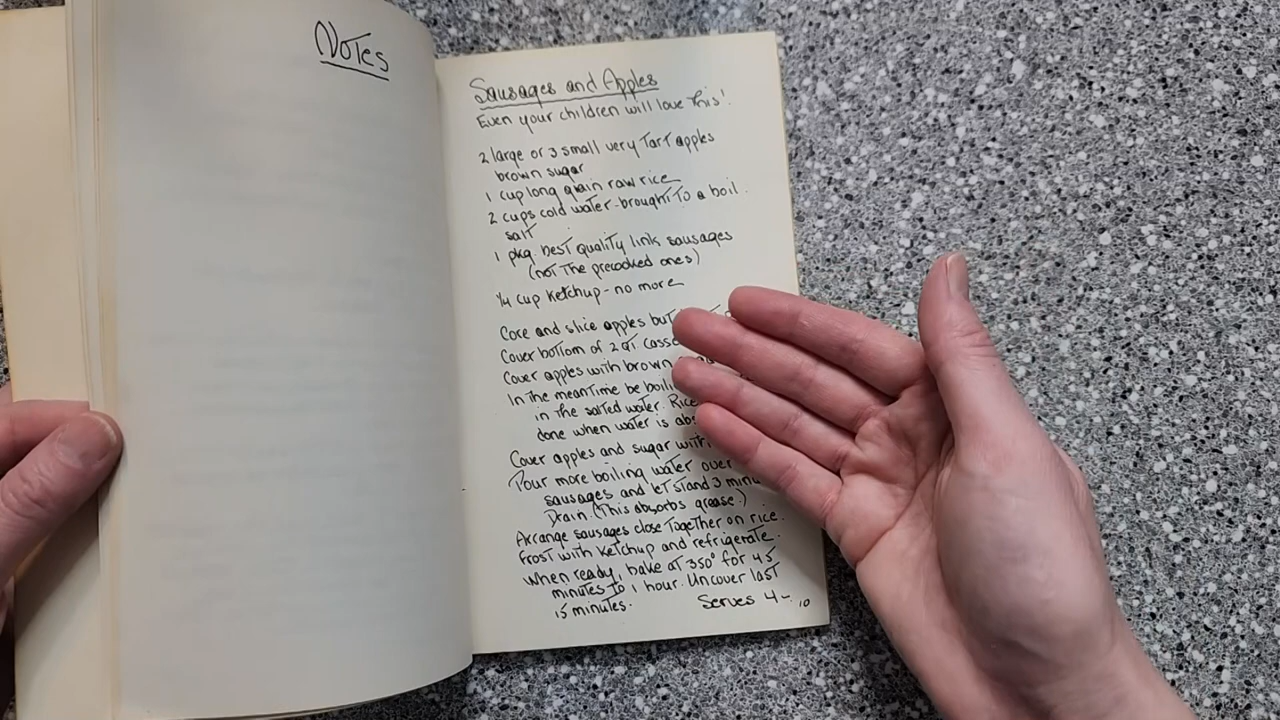 Notes
Sausages and Apples
Even your children will love this!
2 large or 3 small very tart apples
brown sugar
1 cup long grain raw rice
2 cups cold water - brought to a boil.
salt
1 pkg. best quality link sausages
(not the precooked ones)
1/4 cup ketchup - no more
Core and slice apples but
Cover bottom of 2 qt
Cover apples with brown
In the meantime be
in the salted water. Rice
done when water is
Cover apples and sugar with
Pour more boiling water over
sausages and let stand 3
Drain. (This absorbs grease.)
Arrange sausages close together on rice.
Frost with ketchup and refrigerate.
When ready, bake at 350° for 45
minutes to 1 hour. Uncover last
15 minutes.
Serves 4-
10